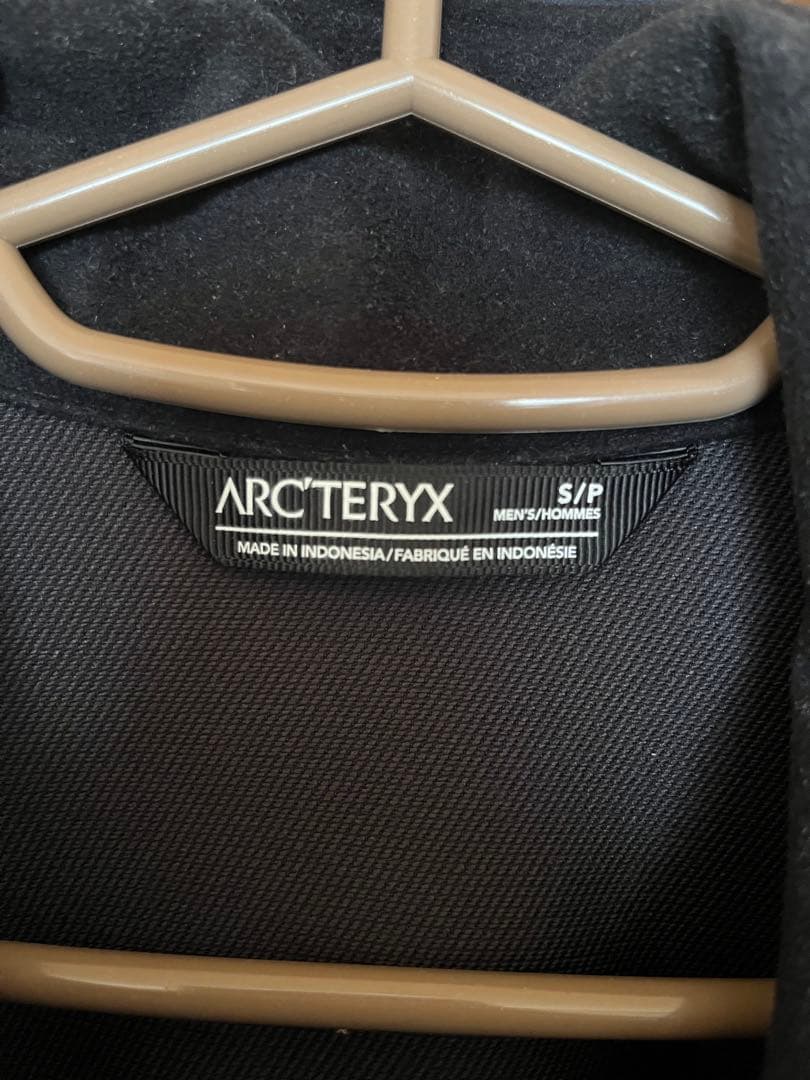 ARC'TERYX
S/P
MEN'S/HOMMES
MADE IN INDONESIA/FABRIQUÉ EN INDONÉSIE